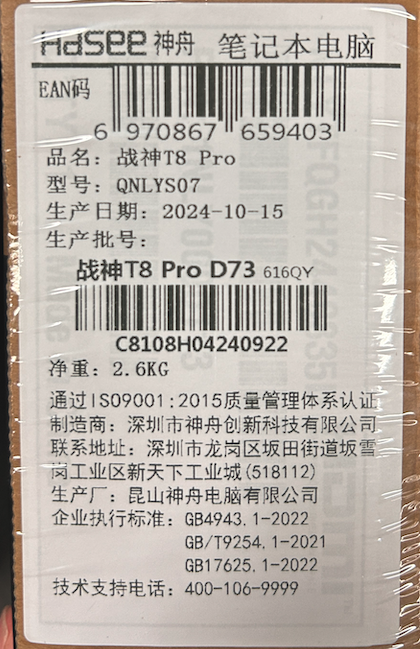 Hasee 神舟 笔记本电脑
EAN码
6 970867 659403
品名：战神T8 Pro
型号：QNLYS07
生产日期：2024-10-15
生产批号：
战神T8 Pro D73 616QY
C8108H04240922
净重：2.6KG
通过ISO9001:2015质量管理体系认证
制造商：深圳市神舟创新科技有限公司
联系地址：深圳市龙岗区坂田街道坂雪
岗工业区新天下工业城(518112)
生产厂：昆山神舟电脑有限公司
企业执行标准：GB4943.1-2022
GB/T9254.1-2021
GB17625.1-2022
技术支持电话：400-106-9999